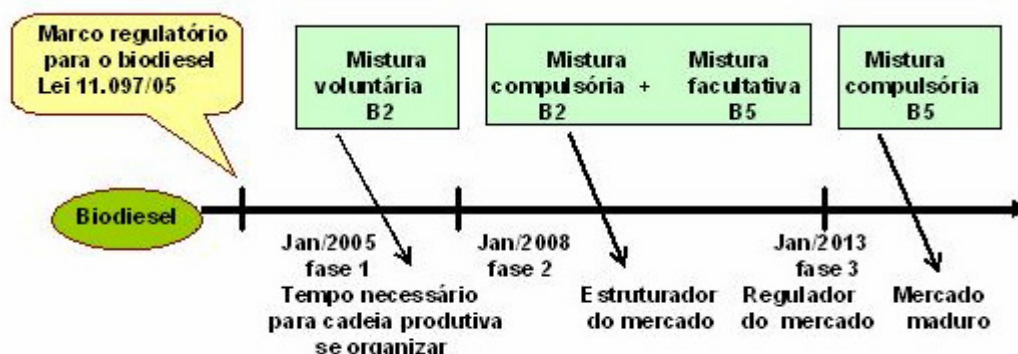 Marco regulatório
para o biodiesel
Lei 11.097/05
Mistura
voluntária
B2
Mistura
compulsória +
B2
Mistura
facultativa
B5
Mistura
compulsória
B5
Biodiesel
Jan/2005
fase 1
Jan/2008
fase 2
Jan/2013
fase 3
Tempo necessário
para cadeia produtiva
se organizar
Estruturador
do mercado
Regulador
do mercado
Mercado
maduro